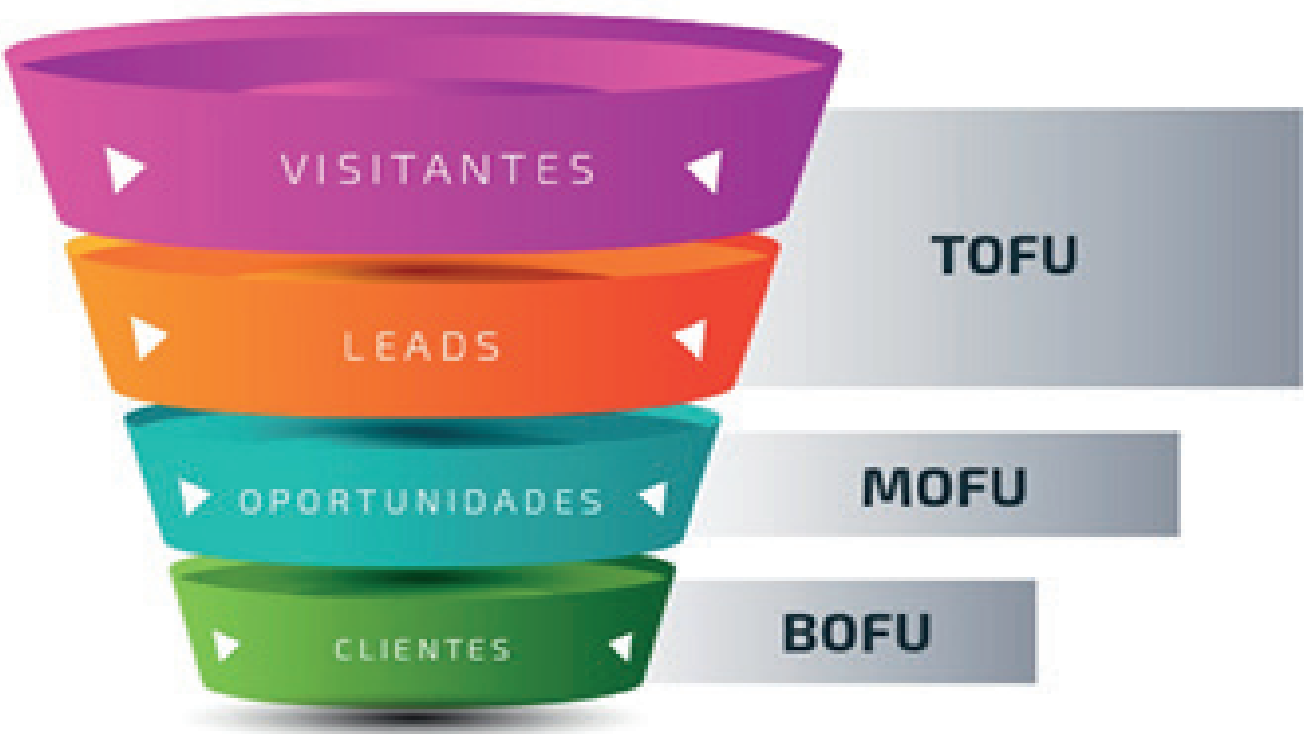 VISITANTES
TOFU
LEADS
OPORTUNIDADES
MOFU
CLIENTES
BOFU